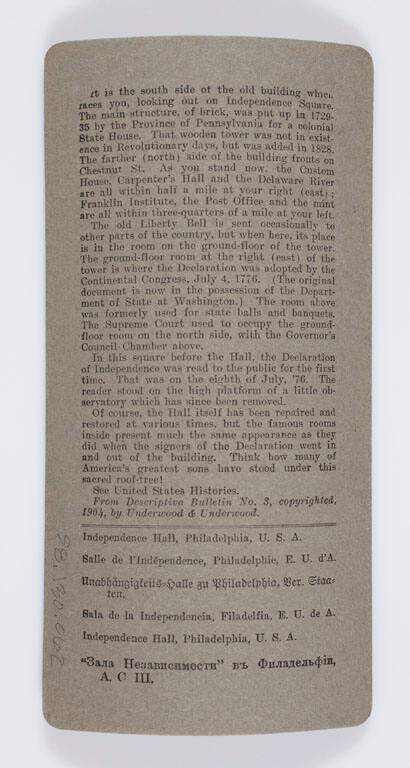 It is the south side of the old building which
faces you, looking out on Independence Square.
The main structure, of brick, was put up in 1729-
35 by the Province of Pennsylvania for a colonial
State House. That wooden tower was not in exist-
ence in Revolutionary days, but was added in 1828.
The farther (north) side of the building fronts on
Chestnut St. As you stand now, the Custom
House, Carpenter's Hall and the Delaware River
are all within half a mile at your right (east);
Franklin Institute, the Post Office and the mint
are all within three-quarters of a mile at your left.
The old Liberty Bell is sent occasionally to
other parts of the country, but when here, its place
is in the room on the ground-floor of the tower.
The ground-floor room at the right (east) of the
tower is where the Declaration was adopted by the
Continental Congress, July 4, 1776. (The original
document is now in the possession of the Depart-
ment of State at Washington.) The room above
was formerly used for state balls and banquets.
The Supreme Court used to occupy the ground-
floor room on the north side, with the Governor's
Council Chamber above.
In this square before the Hall, the Declaration
of Independence was read to the public for the first
time. That was on the eighth of July, '76. The
reader stood on the high platform of a little ob-
servatory which has since been removed.
Of course, the Hall itself has been repaired and
restored at various times, but the famous rooms
inside present much the same appearance as they
did when the signers of the Declaration went in
and out of the building. Think how many of
America's greatest sons have stood under this
sacred roof-tree!
See United States Histories.
From Descriptive Bulletin No. 3, copyrighted,
1904, by Underwood & Underwood.
Independence Hall, Philadelphia, U. S. A.
Salle de l'Indépendence, Philadelphie, E. U. d'A.
Unabhängigkeits-Halle zu Philadelphia, Ver. Staa-
ten.
Sala de la Independencia, Filadelfia, E. U. de A.
Independence Hall, Philadelphia, U. S. A.
"Зала Независимости" въ Филадельфіи,
А. С Ш.